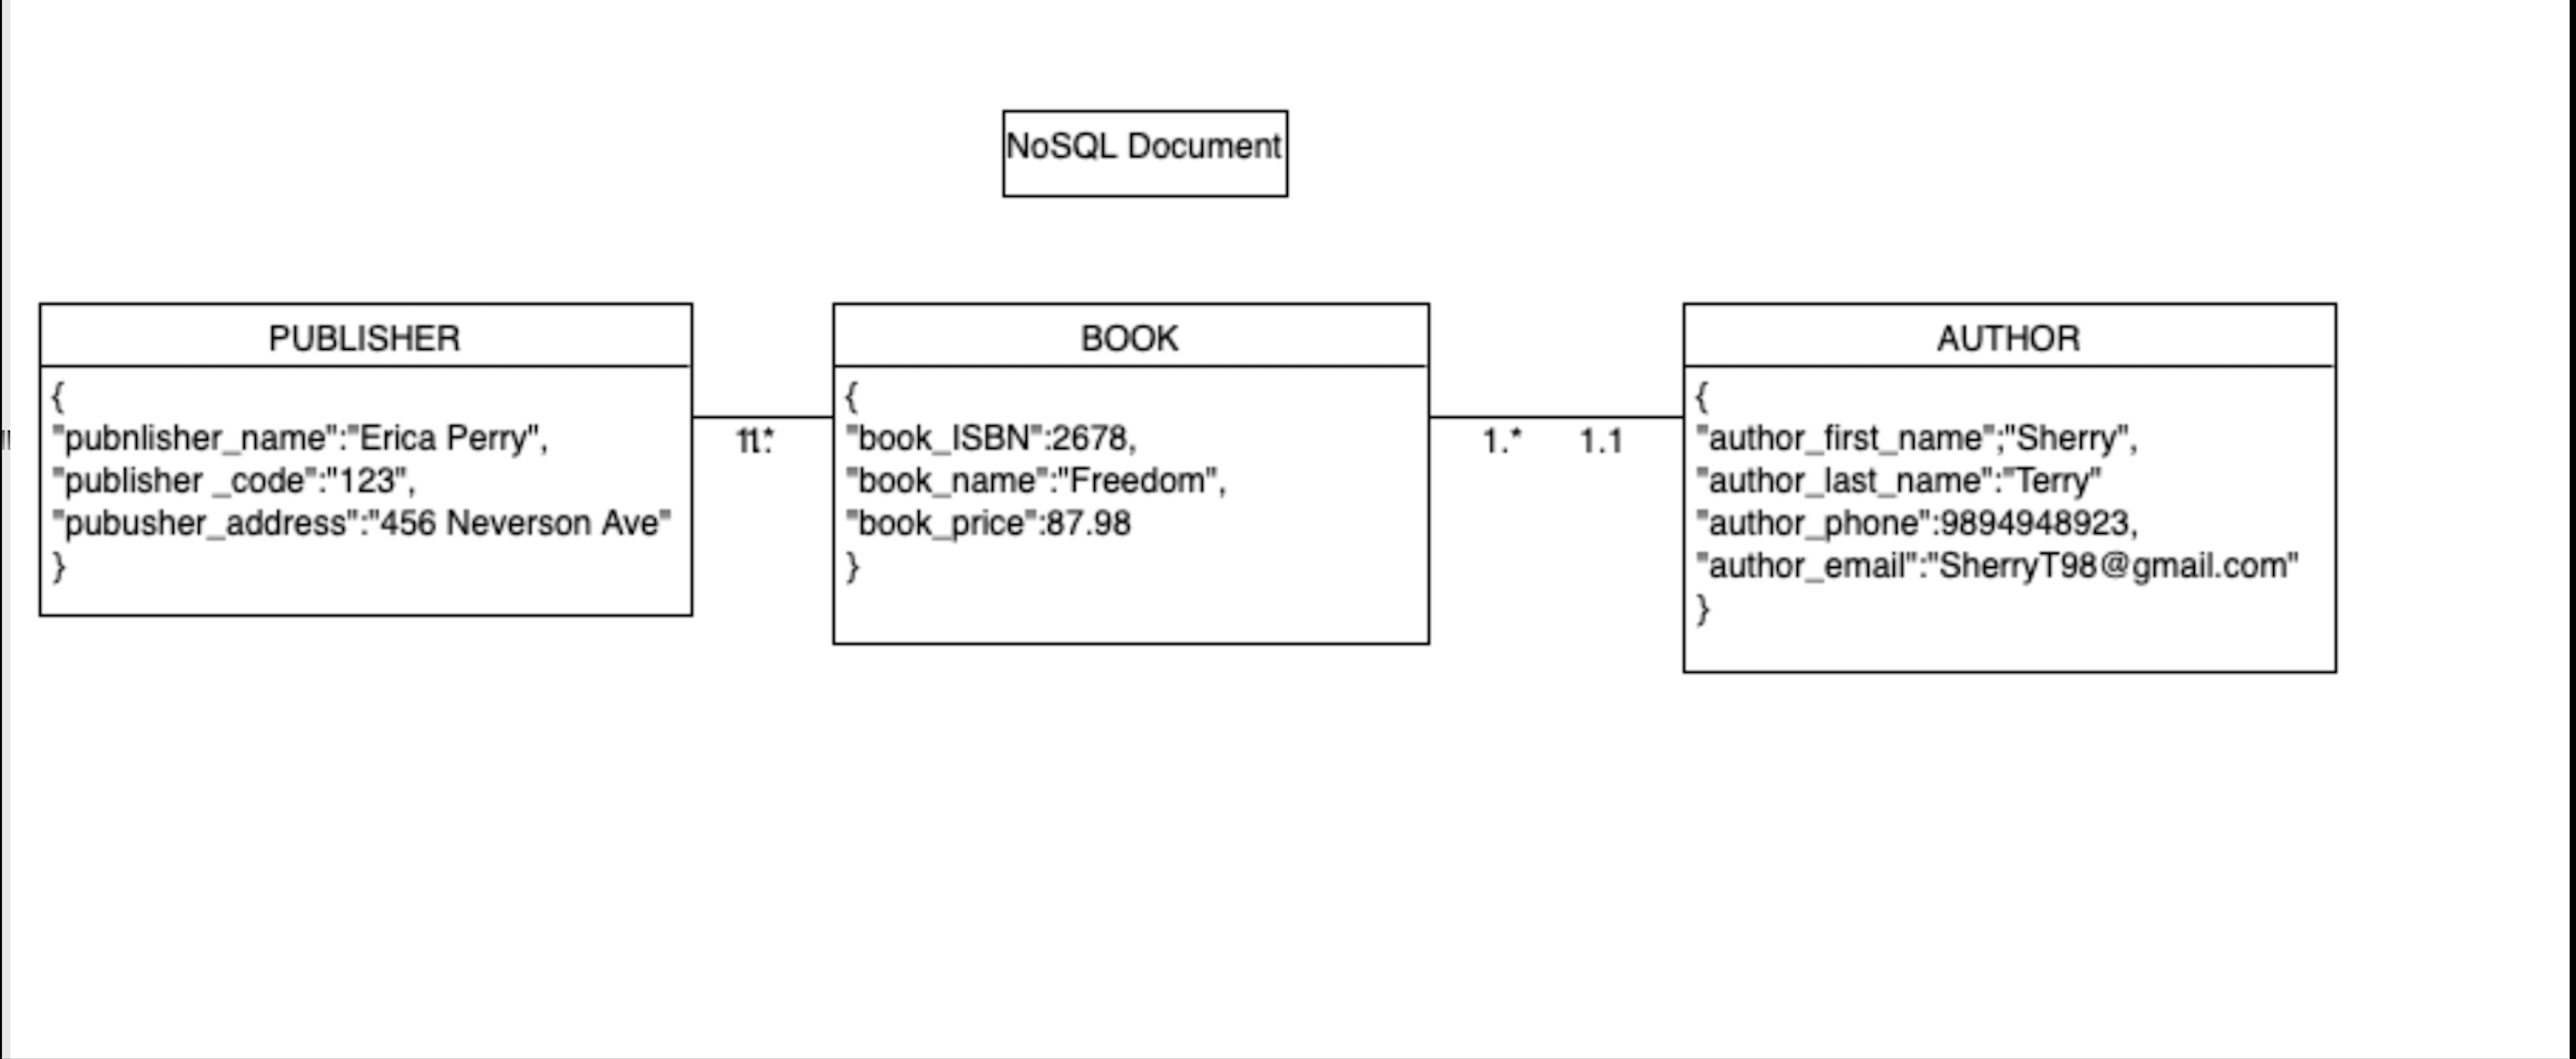 NoSQL Document
PUBLISHER
{
"pubnlisher_name":"Erica Perry",
"publisher _code":"123",
"pubusher_address":"456 Neverson Ave"
}
BOOK
{
"book_ISBN":2678,
"book_name":"Freedom",
"book_price":87.98
}
1.* 1.1
AUTHOR
{
"author_first_name";"Sherry",
"author_last_name":"Terry"
"author_phone":9894948923,
"author_email":"SherryT98@gmail.com"
}